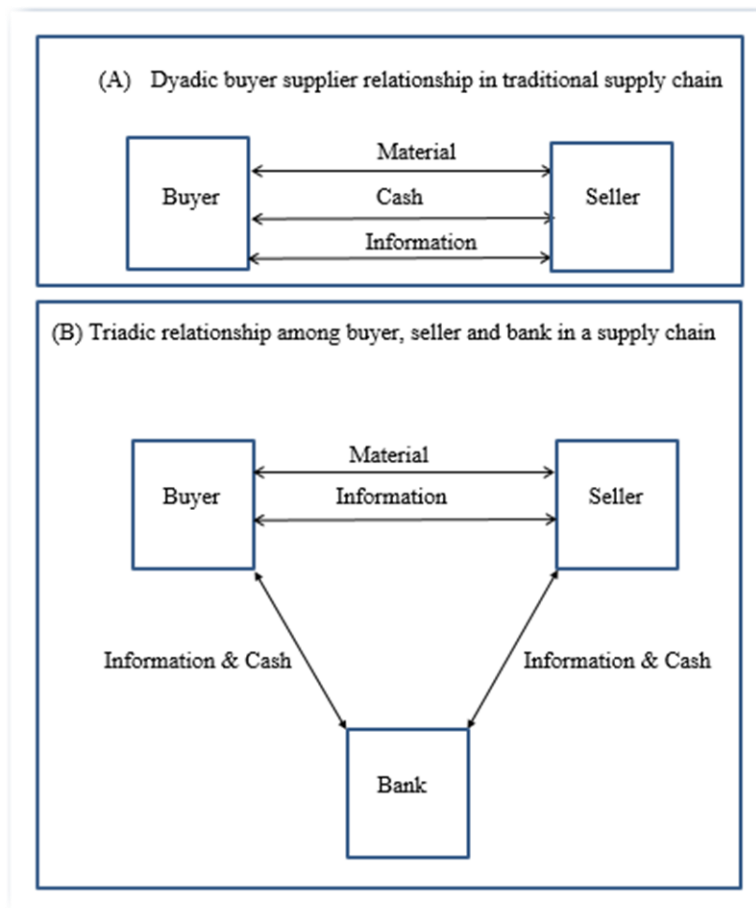 (A) Dyadic buyer supplier relationship in traditional supply chain
Material
Buyer
Cash
Seller
Information
(B) Triadic relationship among buyer, seller and bank in a supply chain
Material
Buyer
Information
Seller
Information & Cash
Information & Cash
Bank